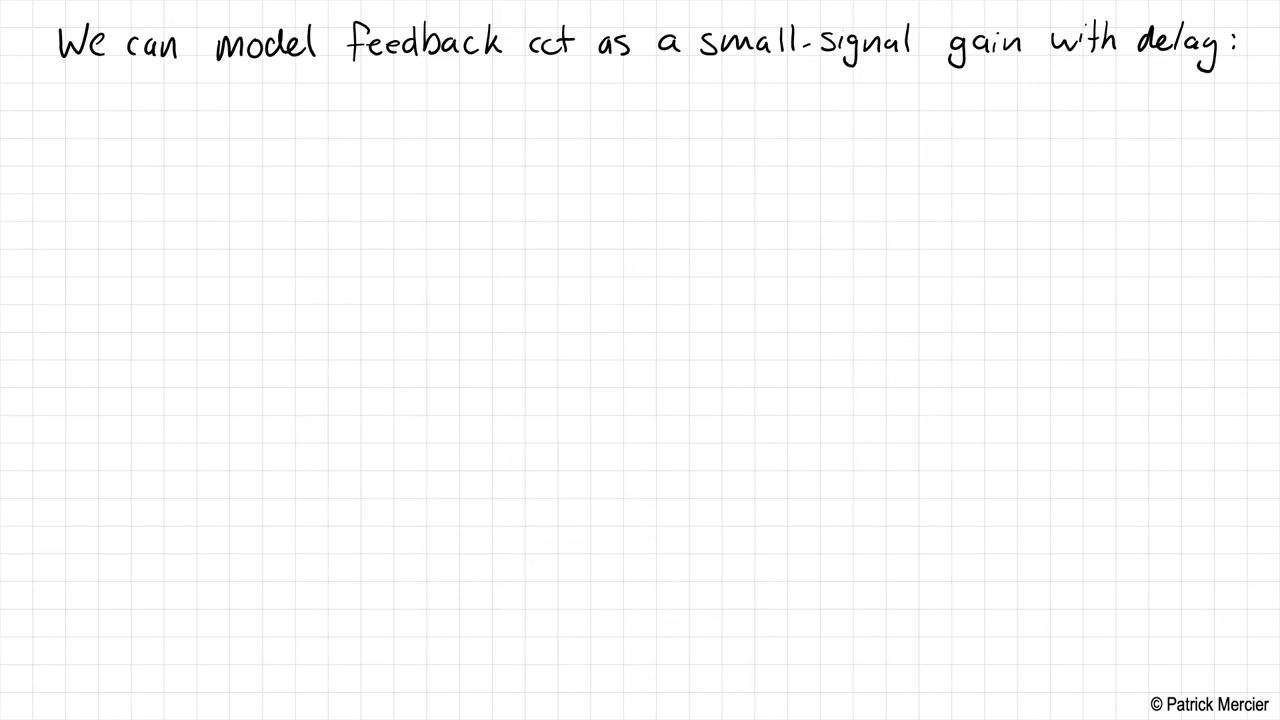 We can model feedback cct as a small-signal gain with delay:
© Patrick Mercier